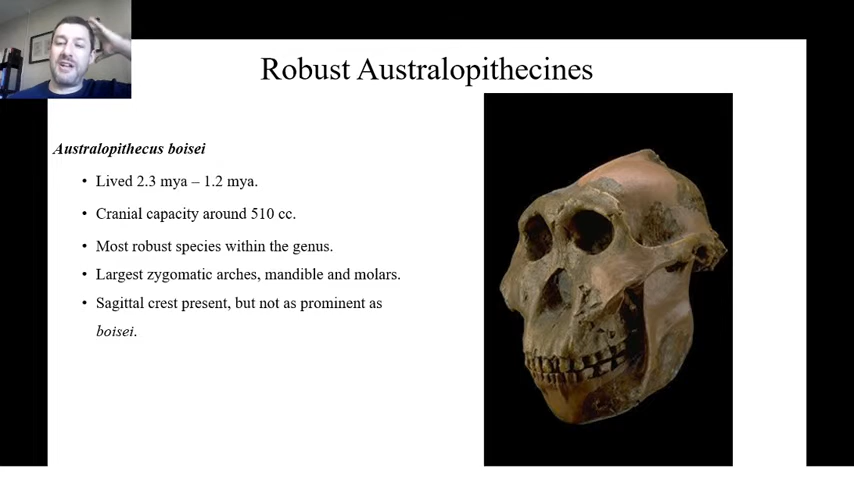 Robust Australopithecines
Australopithecus boisei
• Lived 2.3 mya – 1.2 mya.
• Cranial capacity around 510 cc.
• Most robust species within the genus.
• Largest zygomatic arches, mandible and molars.
• Sagittal crest present, but not as prominent as
boisei.